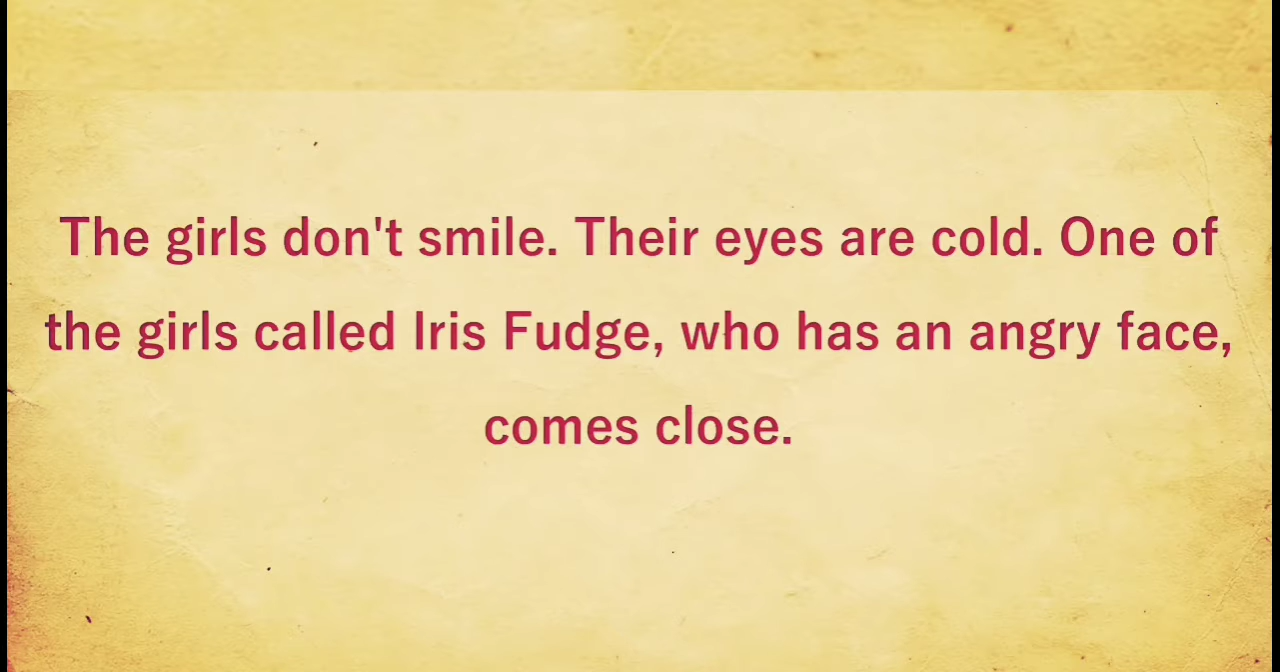 The girls don't smile. Their eyes are cold. One of
the girls called Iris Fudge, who has an angry face,
comes close.